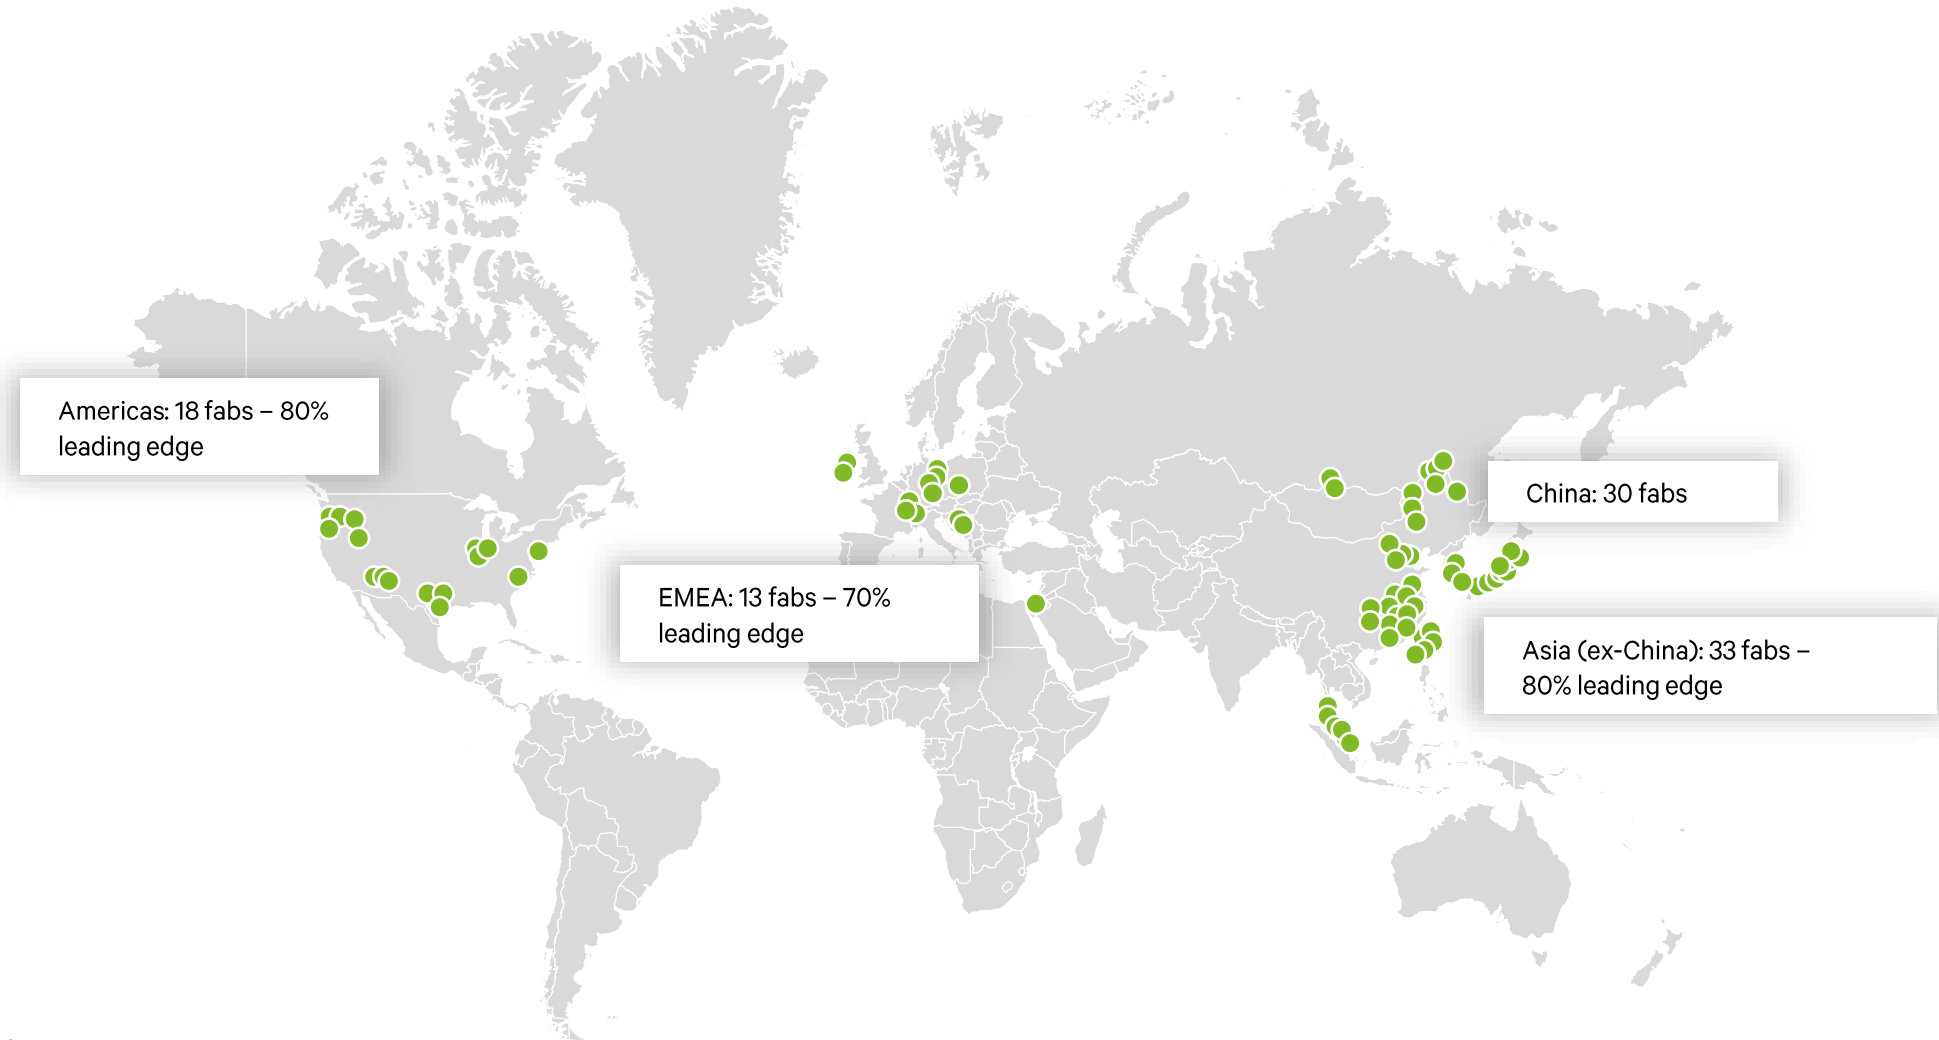 Americas: 18 fabs – 80%
leading edge
China: 30 fabs
EMEA: 13 fabs – 70%
leading edge
Asia (ex-China): 33 fabs –
80% leading edge